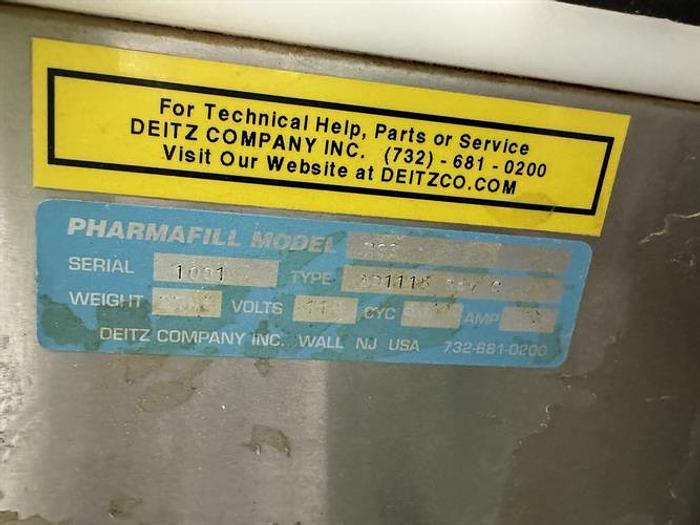 For Technical Help, Parts or Service
DEITZ COMPANY INC. (732) - 681 - 0200
Visit Our Website at DEITZCO.COM
PHARMAFILL MODEL
SERIAL 1001 TYPE
WEIGHT VOLTS CYC AMP
DEITZ COMPANY INC. WALL NJ USA 732-681-0200